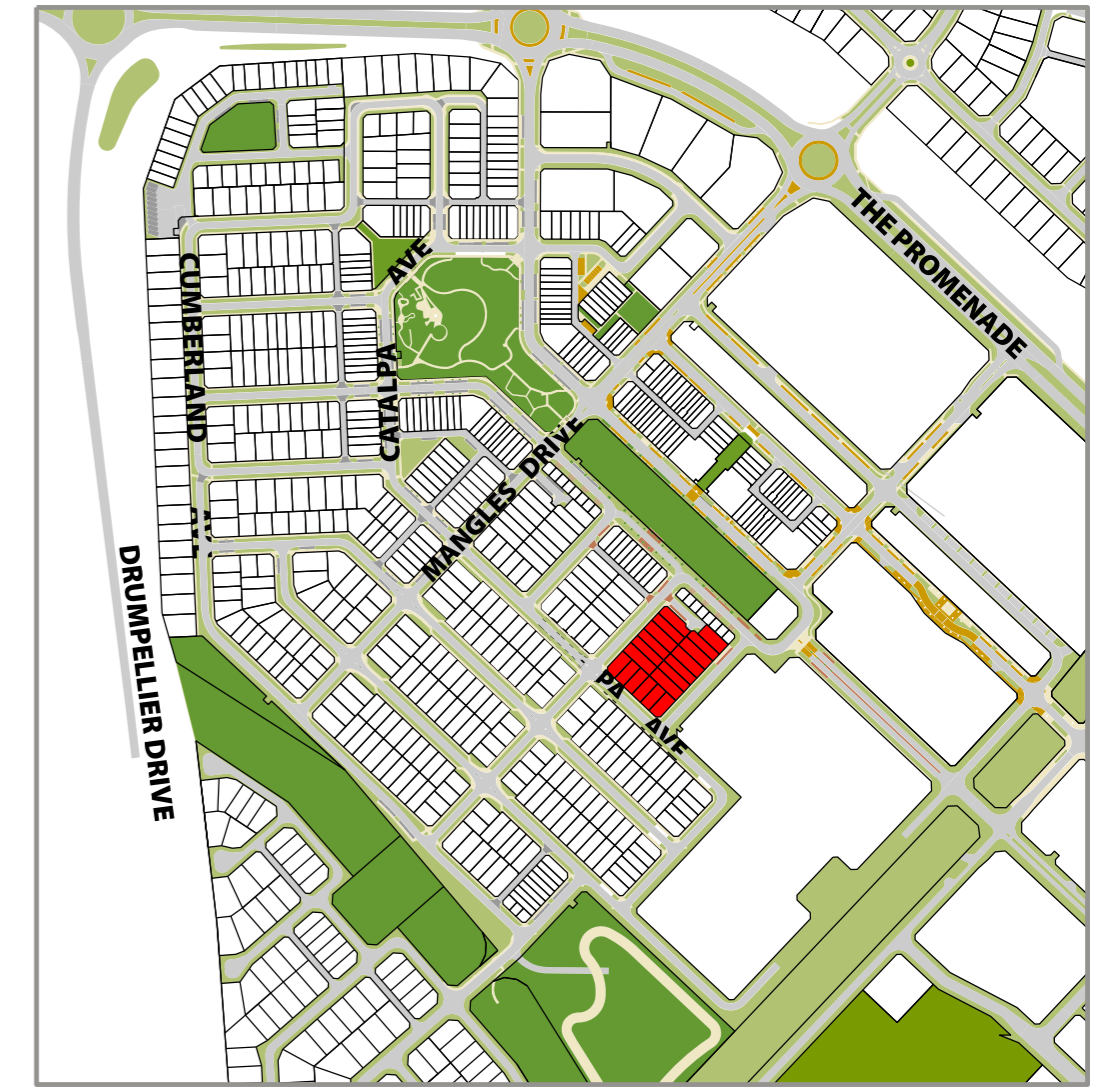 THE PROMENADE
AVE
CUMBERLAND
CATALPA
MANGLES DRIVE
DRUMPELLIER DRIVE
PA AVE